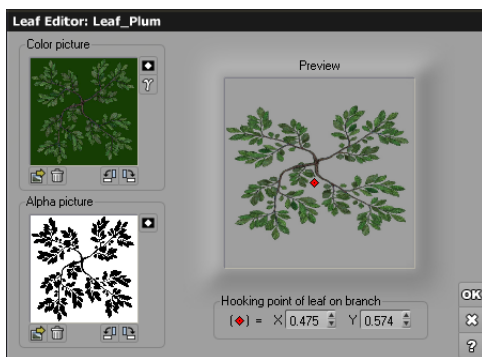 Leaf Editor: Leaf_Plum
Color picture
Preview
Alpha picture
Hooking point of leaf on branch
(◆) = X 0.475 Y 0.574
OK
?